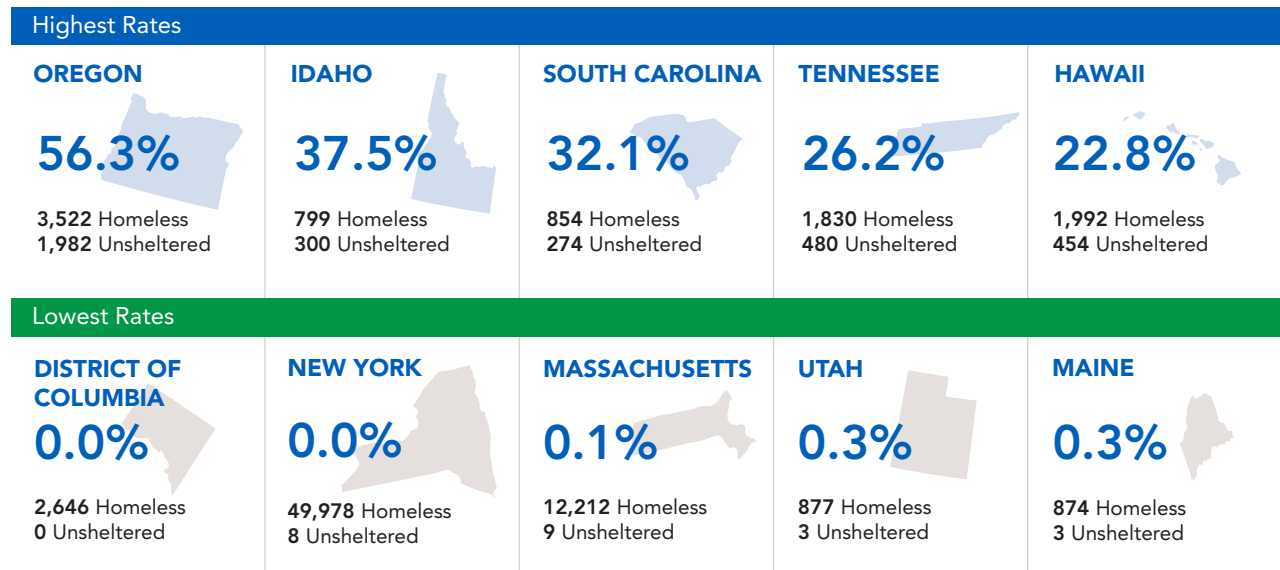 Highest Rates
OREGON
56.3%
3,522 Homeless
1,982 Unsheltered
IDAHO
37.5%
799 Homeless
300 Unsheltered
SOUTH CAROLINA
32.1%
854 Homeless
274 Unsheltered
TENNESSEE
26.2%
1,830 Homeless
480 Unsheltered
HAWAII
22.8%
1,992 Homeless
454 Unsheltered
Lowest Rates
DISTRICT OF
COLUMBIA
0.0%
2,646 Homeless
0 Unsheltered
NEW YORK
0.0%
49,978 Homeless
8 Unsheltered
MASSACHUSETTS
0.1%
12,212 Homeless
9 Unsheltered
UTAH
0.3%
877 Homeless
3 Unsheltered
MAINE
0.3%
874 Homeless
3 Unsheltered